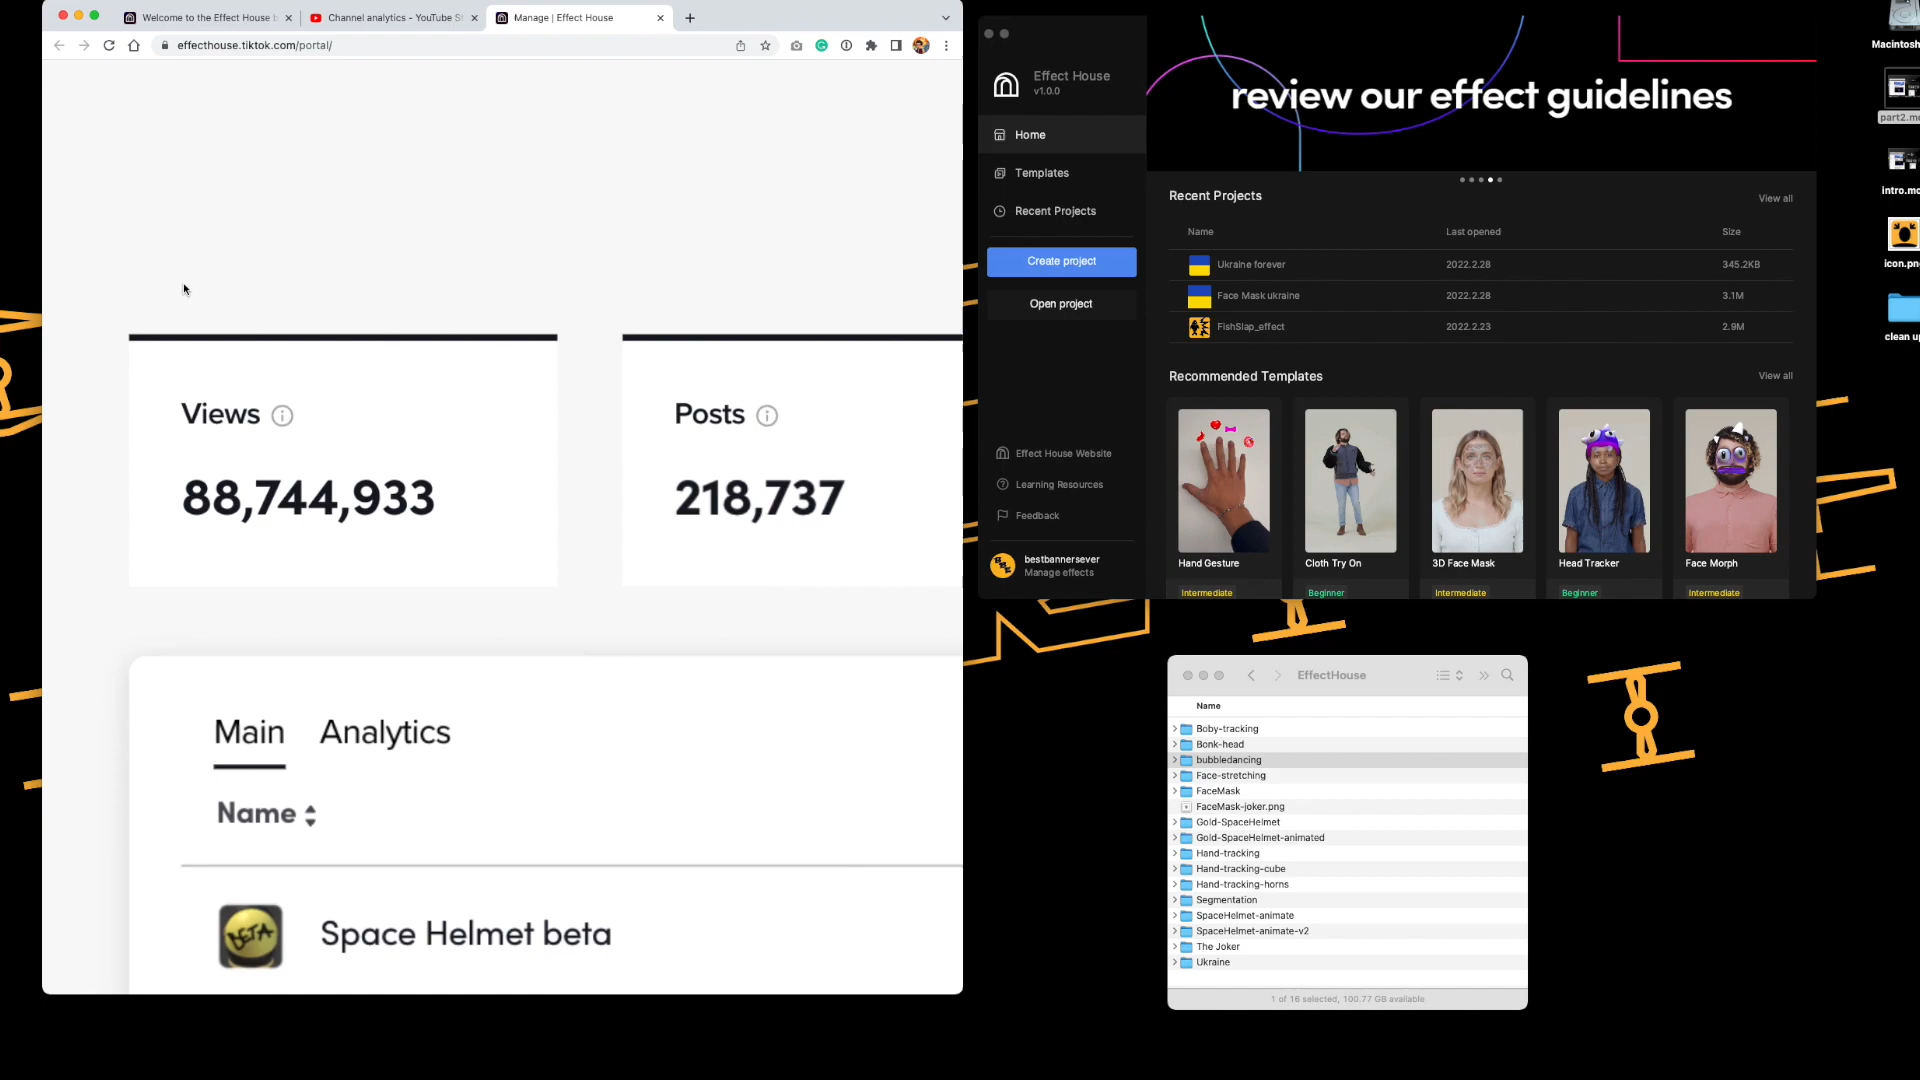 Welcome to the Effect House b
Channel analytics - YouTube S
Manage | Effect House
effecthouse.tiktok.com/portal/
Views
88,744,933
Posts
218,737
Main
Analytics
Name
BETA
Space Helmet beta
Effect House
v1.0.0
Home
Templates
Recent Projects
Create project
Open project
Effect House Website
Learning Resources
Feedback
bestbannersever
Manage effects
review our effect guidelines
Recent Projects
View all
Name
Last opened
Size
Ukraine forever
2022.2.28
345.2KB
Face Mask ukraine
2022.2.28
3.1M
FishSlap_effect
2022.2.23
2.9M
Recommended Templates
View all
Hand Gesture
Intermediate
Cloth Try On
Beginner
3D Face Mask
Intermediate
Head Tracker
Beginner
Face Morph
Intermediate
EffectHouse
Name
Boby-tracking
Bonk-head
bubbledancing
Face-stretching
FaceMask
FaceMask-joker.png
Gold-SpaceHelmet
Gold-SpaceHelmet-animated
Hand-tracking
Hand-tracking-cube
Hand-tracking-horns
Segmentation
SpaceHelmet-animate
SpaceHelmet-animate-v2
The Joker
Ukraine
1 of 16 selected, 100.77 GB available
Macintosh
part2.mo
intro.mo
icon.png
clean up